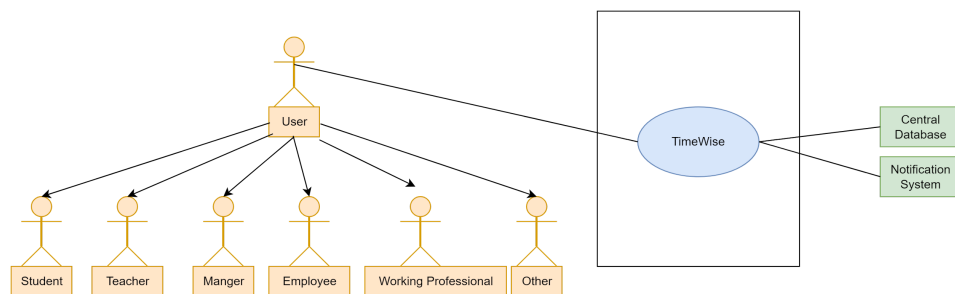 User
TimeWise
Central
Database
Notification
System
Student
Teacher
Manger
Employee
Working Professional
Other